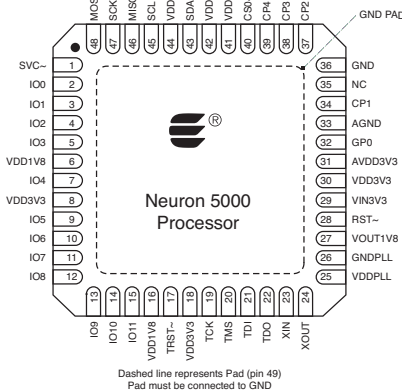 MOS
SCK
MISO
SCL
VDD
SDA
VDD
VDD
CS0~
CP4
CP3
CP2
GND PAD
48 47 46 45 44 43 42 41 40 39 38 37
SVC~ 1
IO0 2
IO1 3
IO2 4
IO3 5
VDD1V8 6
IO4 7
VDD3V3 8
IO5 9
IO6 10
IO7 11
IO8 12
®
Neuron 5000
Processor
36 GND
35 NC
34 CP1
33 AGND
32 GP0
31 AVDD3V3
30 VDD3V3
29 VIN3V3
28 RST~
27 VOUT1V8
26 GNDPLL
25 VDDPLL
13 14 15 16 17 18 19 20 21 22 23 24
IO9
IO10
IO11
VDD1V8
TRST~
VDD3V3
TCK
TMS
TDI
TDO
XIN
XOUT
Dashed line represents Pad (pin 49)
Pad must be connected to GND